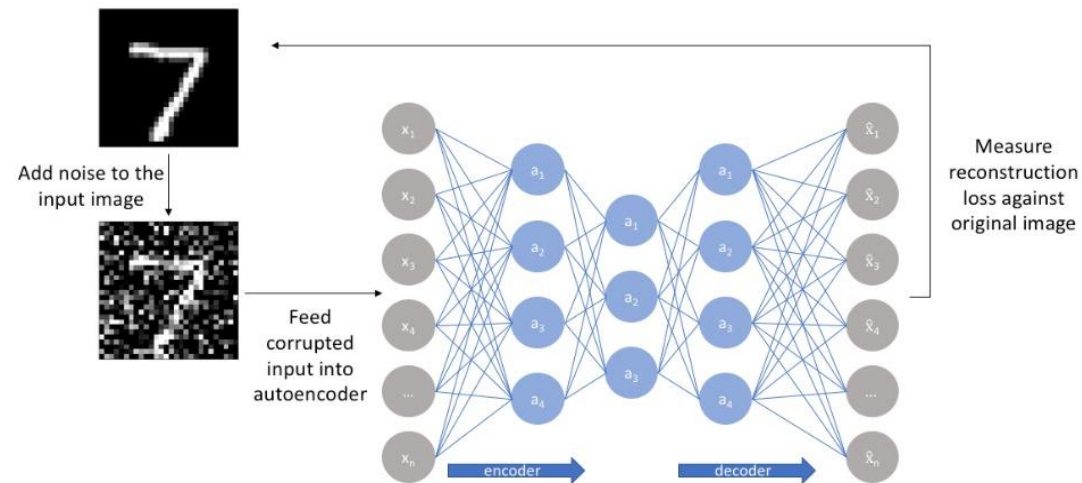 7
Add noise to the
input image
7
Feed
corrupted
input into
autoencoder
x₁
x₂
x₃
x₄
...
xₙ
a₁
a₂
a₃
a₄
a₁
a₂
a₃
a₁
a₂
a₃
a₄
x̂₁
x̂₂
x̂₃
x̂₄
...
x̂ₙ
encoder
decoder
Measure
reconstruction
loss against
original image